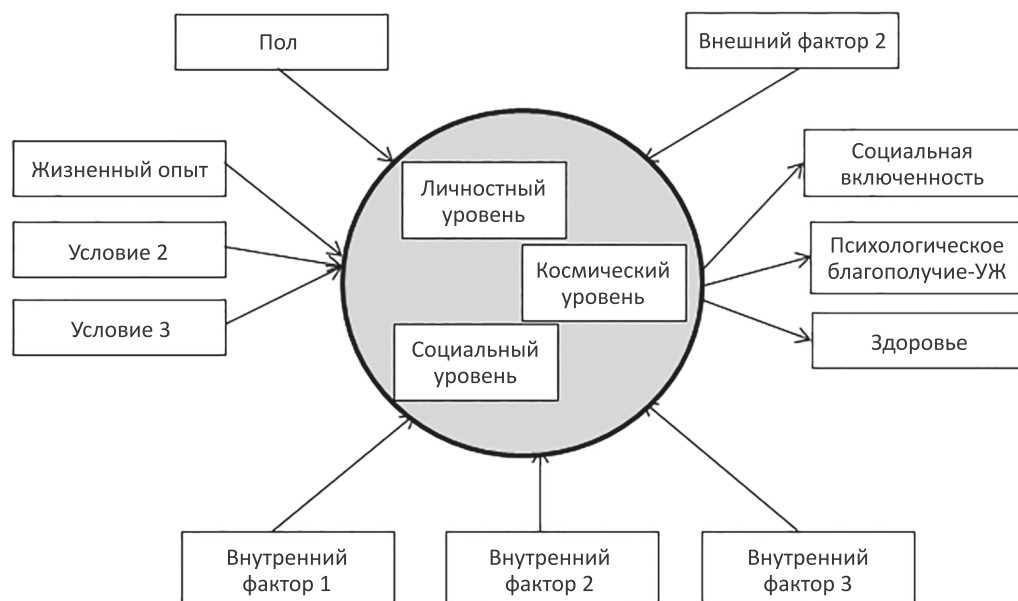 Пол
Внешний фактор 2
Жизненный опыт
Условие 2
Условие 3
Личностный
уровень
Космический
уровень
Социальный
уровень
Социальная
включенность
Психологическое
благополучие-УЖ
Здоровье
Внутренний
фактор 1
Внутренний
фактор 2
Внутренний
фактор 3